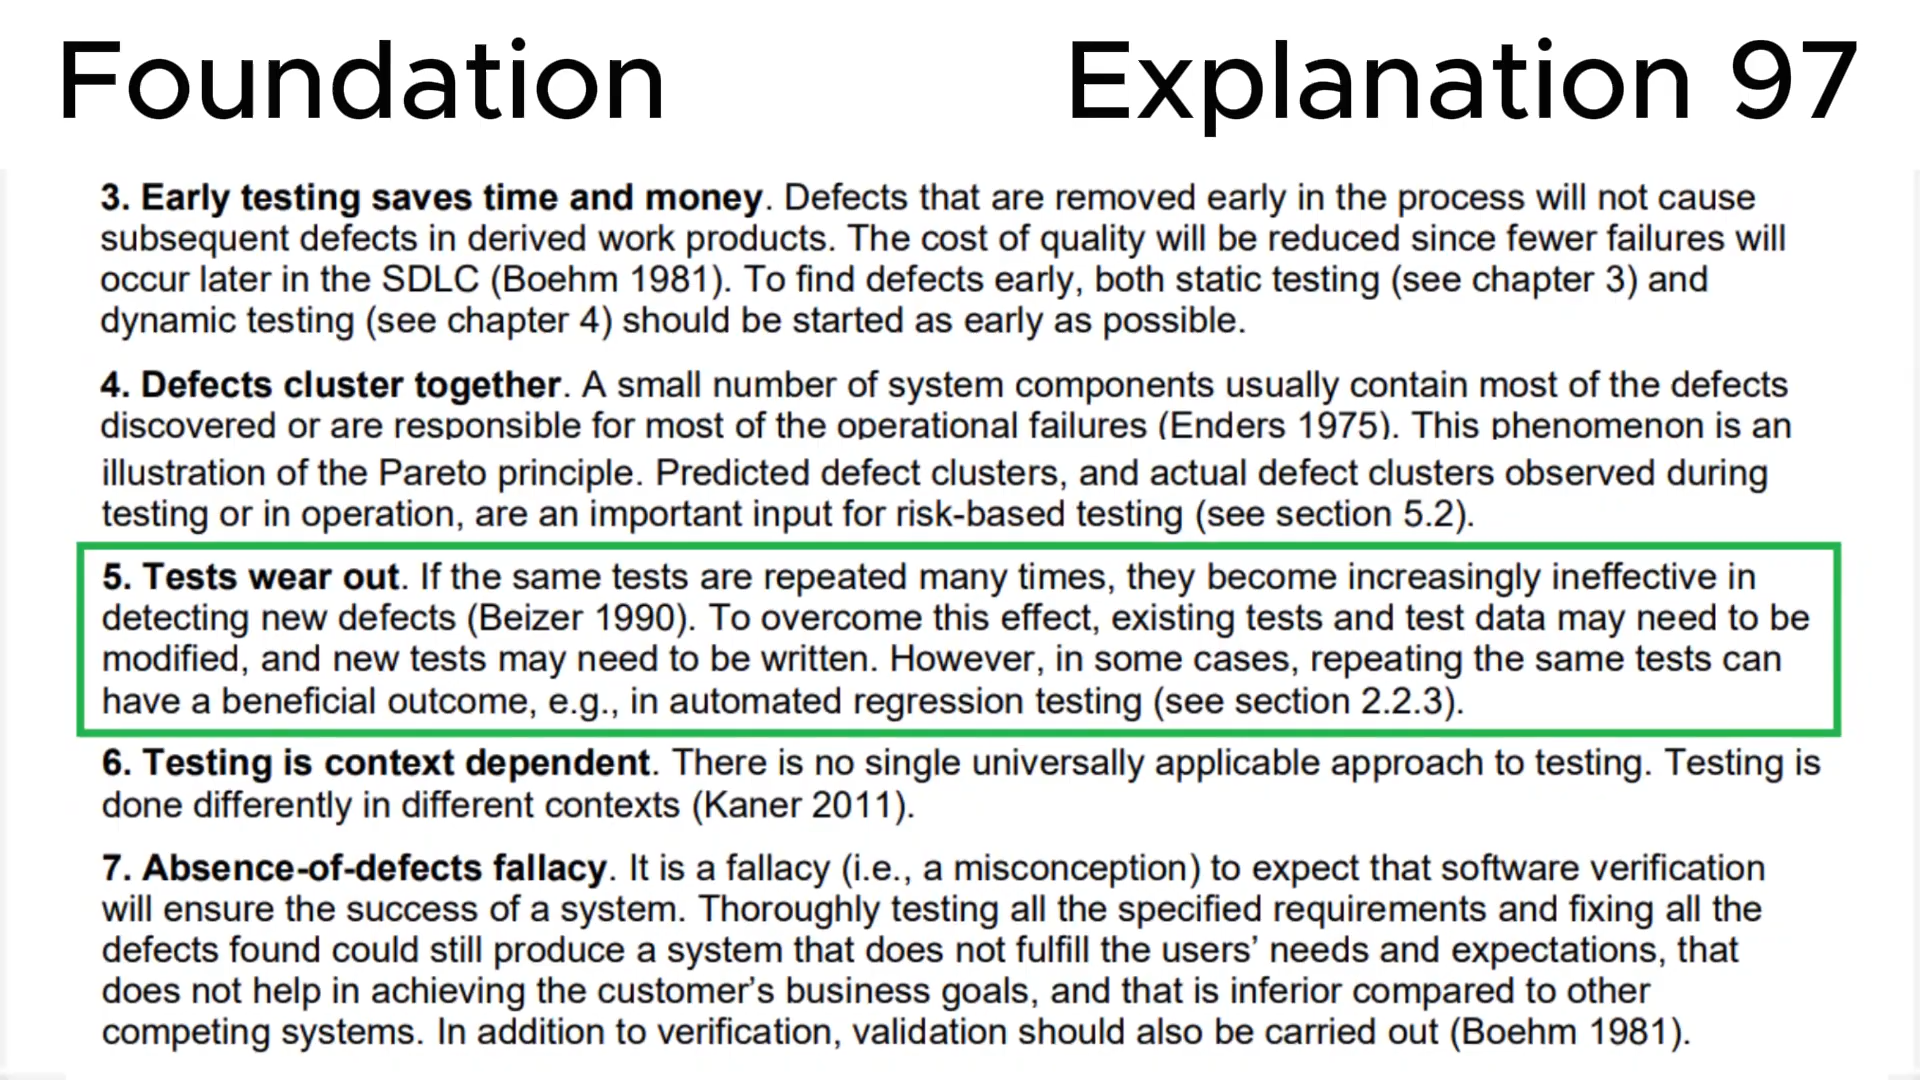 Foundation
Explanation 97
3. Early testing saves time and money. Defects that are removed early in the process will not cause
subsequent defects in derived work products. The cost of quality will be reduced since fewer failures will
occur later in the SDLC (Boehm 1981). To find defects early, both static testing (see chapter 3) and
dynamic testing (see chapter 4) should be started as early as possible.
4. Defects cluster together. A small number of system components usually contain most of the defects
discovered or are responsible for most of the operational failures (Enders 1975). This phenomenon is an
illustration of the Pareto principle. Predicted defect clusters, and actual defect clusters observed during
testing or in operation, are an important input for risk-based testing (see section 5.2).
5. Tests wear out. If the same tests are repeated many times, they become increasingly ineffective in
detecting new defects (Beizer 1990). To overcome this effect, existing tests and test data may need to be
modified, and new tests may need to be written. However, in some cases, repeating the same tests can
have a beneficial outcome, e.g., in automated regression testing (see section 2.2.3).
6. Testing is context dependent. There is no single universally applicable approach to testing. Testing is
done differently in different contexts (Kaner 2011).
7. Absence-of-defects fallacy. It is a fallacy (i.e., a misconception) to expect that software verification
will ensure the success of a system. Thoroughly testing all the specified requirements and fixing all the
defects found could still produce a system that does not fulfill the users’ needs and expectations, that
does not help in achieving the customer’s business goals, and that is inferior compared to other
competing systems. In addition to verification, validation should also be carried out (Boehm 1981).